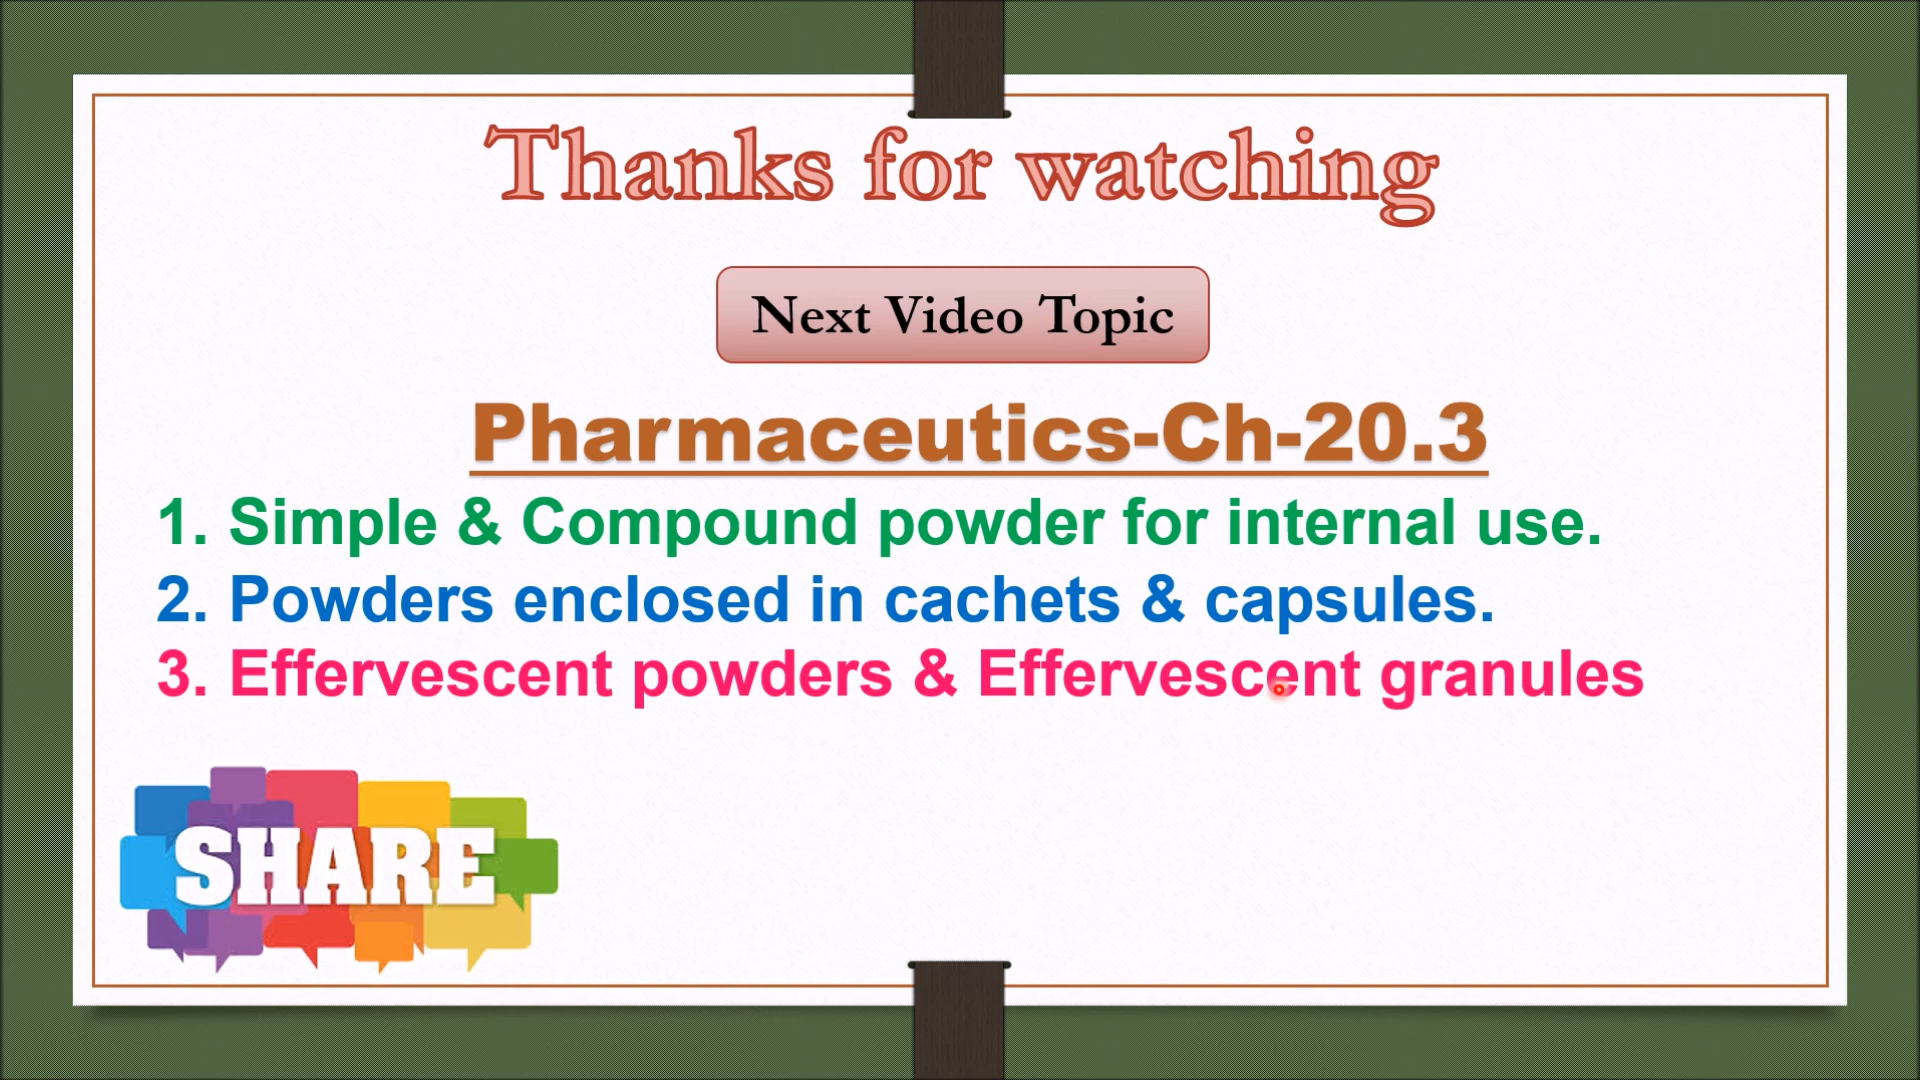 Thanks for watching
Next Video Topic
Pharmaceutics-Ch-20.3
1. Simple & Compound powder for internal use.
2. Powders enclosed in cachets & capsules.
3. Effervescent powders & Effervescent granules
SHARE